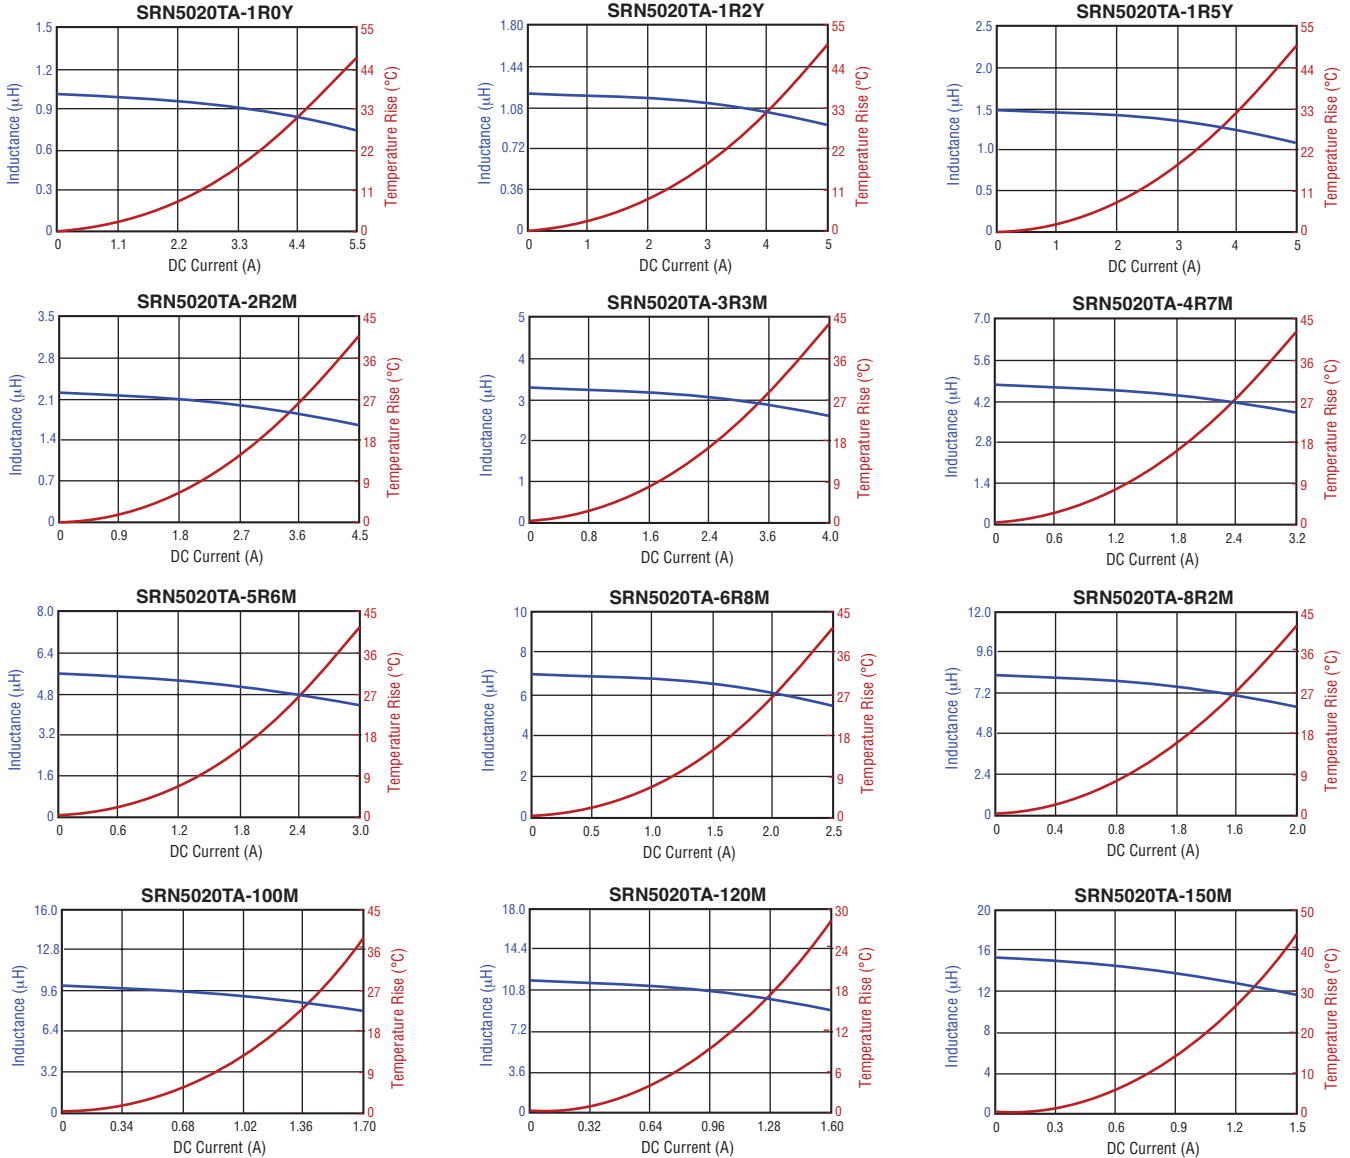 SRN5020TA-1R0Y
1.5
1.2
0.9
0.6
0.3
0
Inductance (µH)
55
44
33
22
11
0
Temperature Rise (°C)
0 1.1 2.2 3.3 4.4 5.5
DC Current (A)
SRN5020TA-1R2Y
1.80
1.44
1.08
0.72
0.36
0
Inductance (µH)
55
44
33
22
11
0
Temperature Rise (°C)
0 1 2 3 4 5
DC Current (A)
SRN5020TA-1R5Y
2.5
2.0
1.5
1.0
0.5
0
Inductance (µH)
55
44
33
22
11
0
Temperature Rise (°C)
0 1 2 3 4 5
DC Current (A)
SRN5020TA-2R2M
3.5
2.8
2.1
1.4
0.7
0
Inductance (µH)
45
36
27
18
9
0
Temperature Rise (°C)
0 0.9 1.8 2.7 3.6 4.5
DC Current (A)
SRN5020TA-3R3M
5
4
3
2
1
0
Inductance (µH)
45
36
27
18
9
0
Temperature Rise (°C)
0 0.8 1.6 2.4 3.6 4.0
DC Current (A)
SRN5020TA-4R7M
7.0
5.6
4.2
2.8
1.4
0
Inductance (µH)
45
36
27
18
9
0
Temperature Rise (°C)
0 0.6 1.2 1.8 2.4 3.2
DC Current (A)
SRN5020TA-5R6M
8.0
6.4
4.8
3.2
1.6
0
Inductance (µH)
45
36
27
18
9
0
Temperature Rise (°C)
0 0.6 1.2 1.8 2.4 3.0
DC Current (A)
SRN5020TA-6R8M
10
8
6
4
2
0
Inductance (µH)
45
36
27
18
9
0
Temperature Rise (°C)
0 0.5 1.0 1.5 2.0 2.5
DC Current (A)
SRN5020TA-8R2M
12.0
9.6
7.2
4.8
2.4
0
Inductance (µH)
45
36
27
18
9
0
Temperature Rise (°C)
0 0.4 0.8 1.8 1.6 2.0
DC Current (A)
SRN5020TA-100M
16.0
12.8
9.6
6.4
3.2
0
Inductance (µH)
45
36
27
18
9
0
Temperature Rise (°C)
0 0.34 0.68 1.02 1.36 1.70
DC Current (A)
SRN5020TA-120M
18.0
14.4
10.8
7.2
3.6
0
Inductance (µH)
30
24
18
12
6
0
Temperature Rise (°C)
0 0.32 0.64 0.96 1.28 1.60
DC Current (A)
SRN5020TA-150M
20
16
12
8
4
0
Inductance (µH)
50
40
30
20
10
0
Temperature Rise (°C)
0 0.3 0.6 0.9 1.2 1.5
DC Current (A)